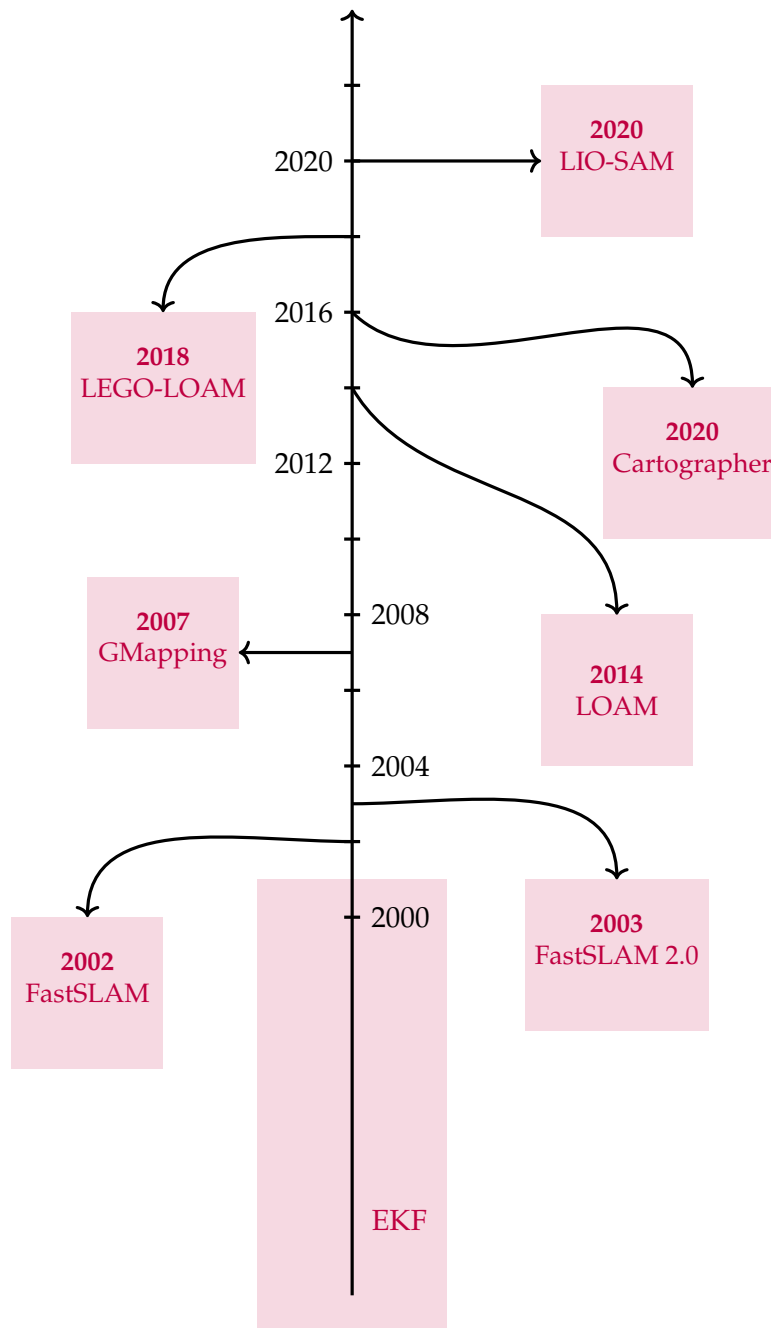 2020
LIO-SAM
2020
2016
2018
LEGO-LOAM
2020
Cartographer
2012
2008
2007
GMapping
2014
LOAM
2004
2000
2003
FastSLAM 2.0
2002
FastSLAM
EKF